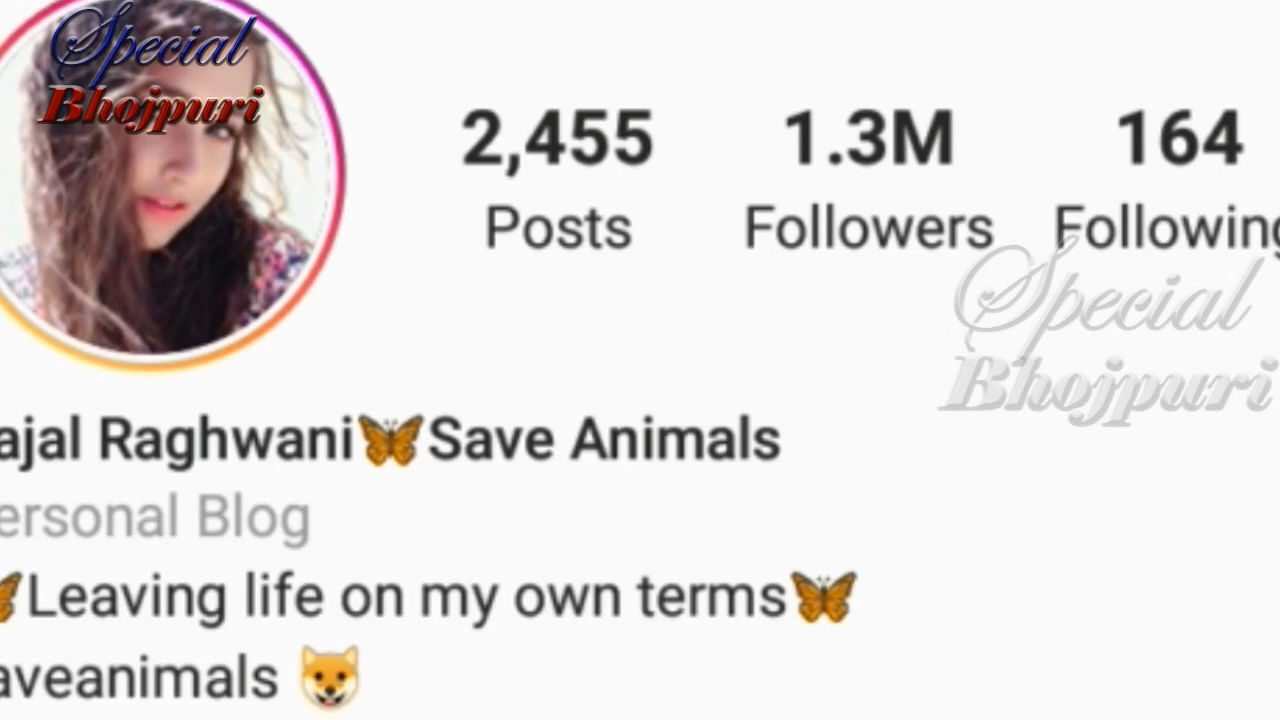 Special
Bhojpuri
2,455 1.3M 164
Posts Followers Following
Special
Bhojpuri
ajal Raghwani🦋Save Animals
ersonal Blog
🦋Leaving life on my own terms🦋
aveanimals 🐶